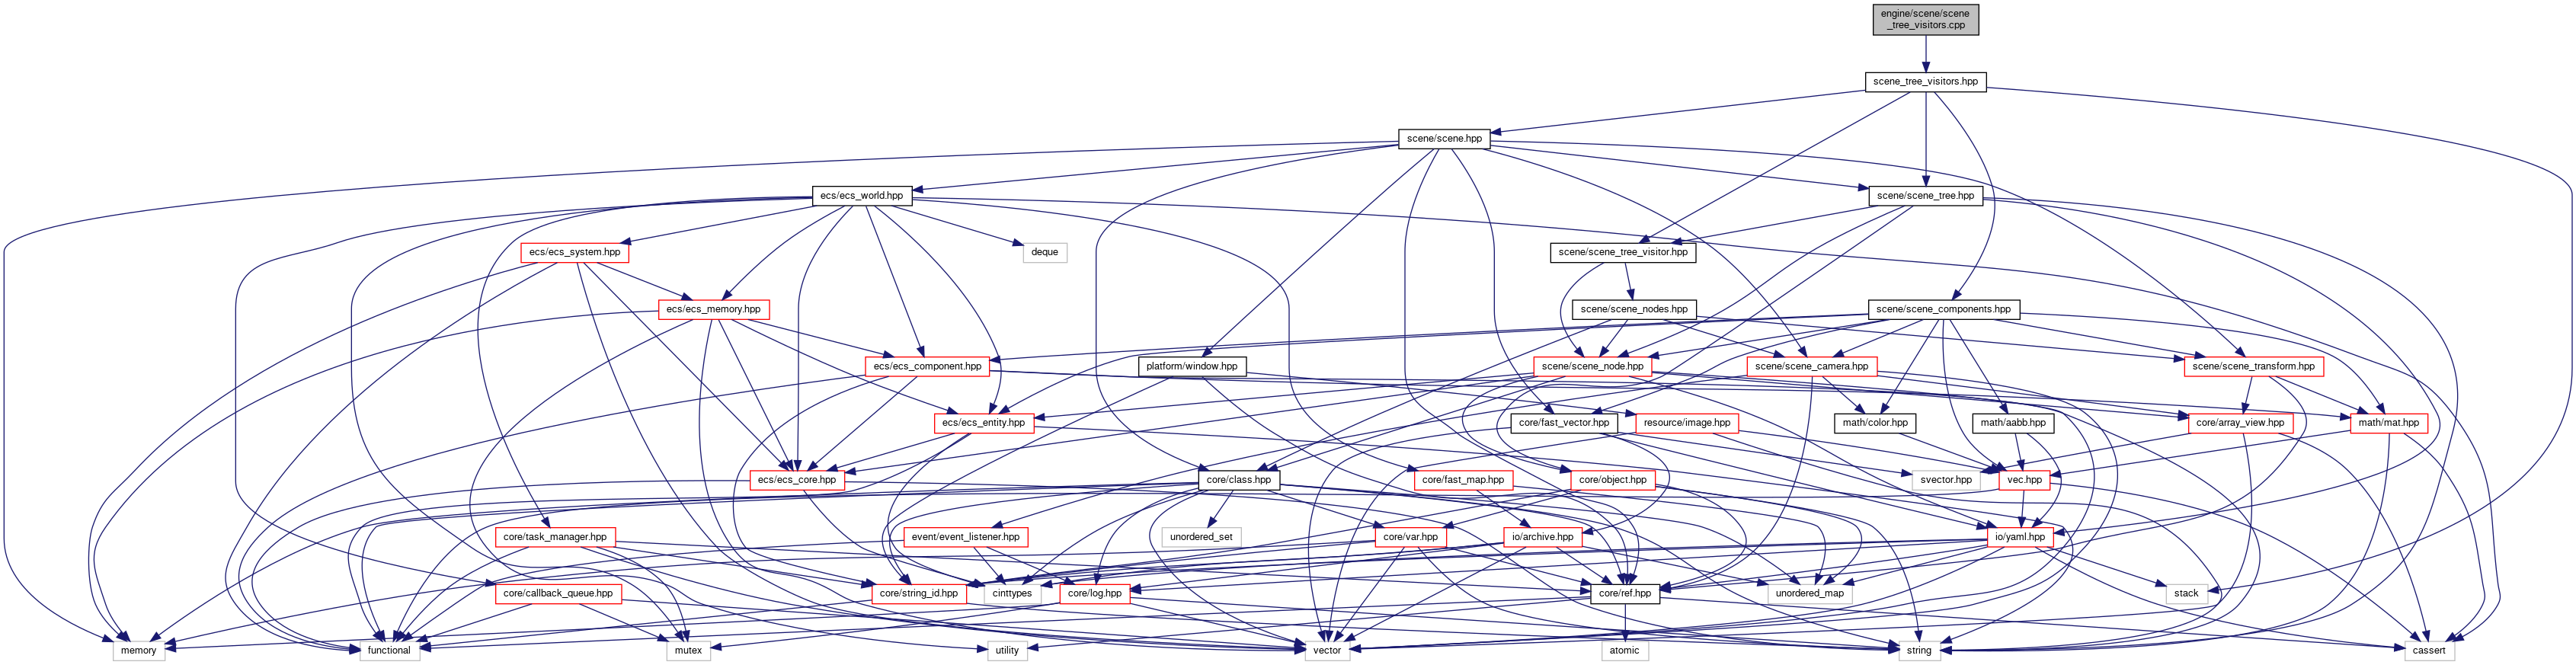 engine/scene/scene
_tree_visitors.cpp
scene_tree_visitors.hpp
scene/scene.hpp
ecs/ecs_world.hpp
scene/scene_tree.hpp
ecs/ecs_system.hpp
deque
scene/scene_tree_visitor.hpp
ecs/ecs_memory.hpp
scene/scene_nodes.hpp
scene/scene_components.hpp
ecs/ecs_component.hpp
platform/window.hpp
scene/scene_node.hpp
scene/scene_camera.hpp
scene/scene_transform.hpp
ecs/ecs_entity.hpp
core/fast_vector.hpp
resource/image.hpp
math/color.hpp
math/aabb.hpp
core/array_view.hpp
math/mat.hpp
ecs/ecs_core.hpp
core/class.hpp
core/fast_map.hpp
core/object.hpp
svector.hpp
vec.hpp
core/task_manager.hpp
unordered_set
event/event_listener.hpp
core/var.hpp
io/archive.hpp
io/yaml.hpp
core/callback_queue.hpp
core/string_id.hpp
cinttypes
core/log.hpp
core/ref.hpp
unordered_map
stack
memory
functional
mutex
utility
vector
atomic
string
cassert